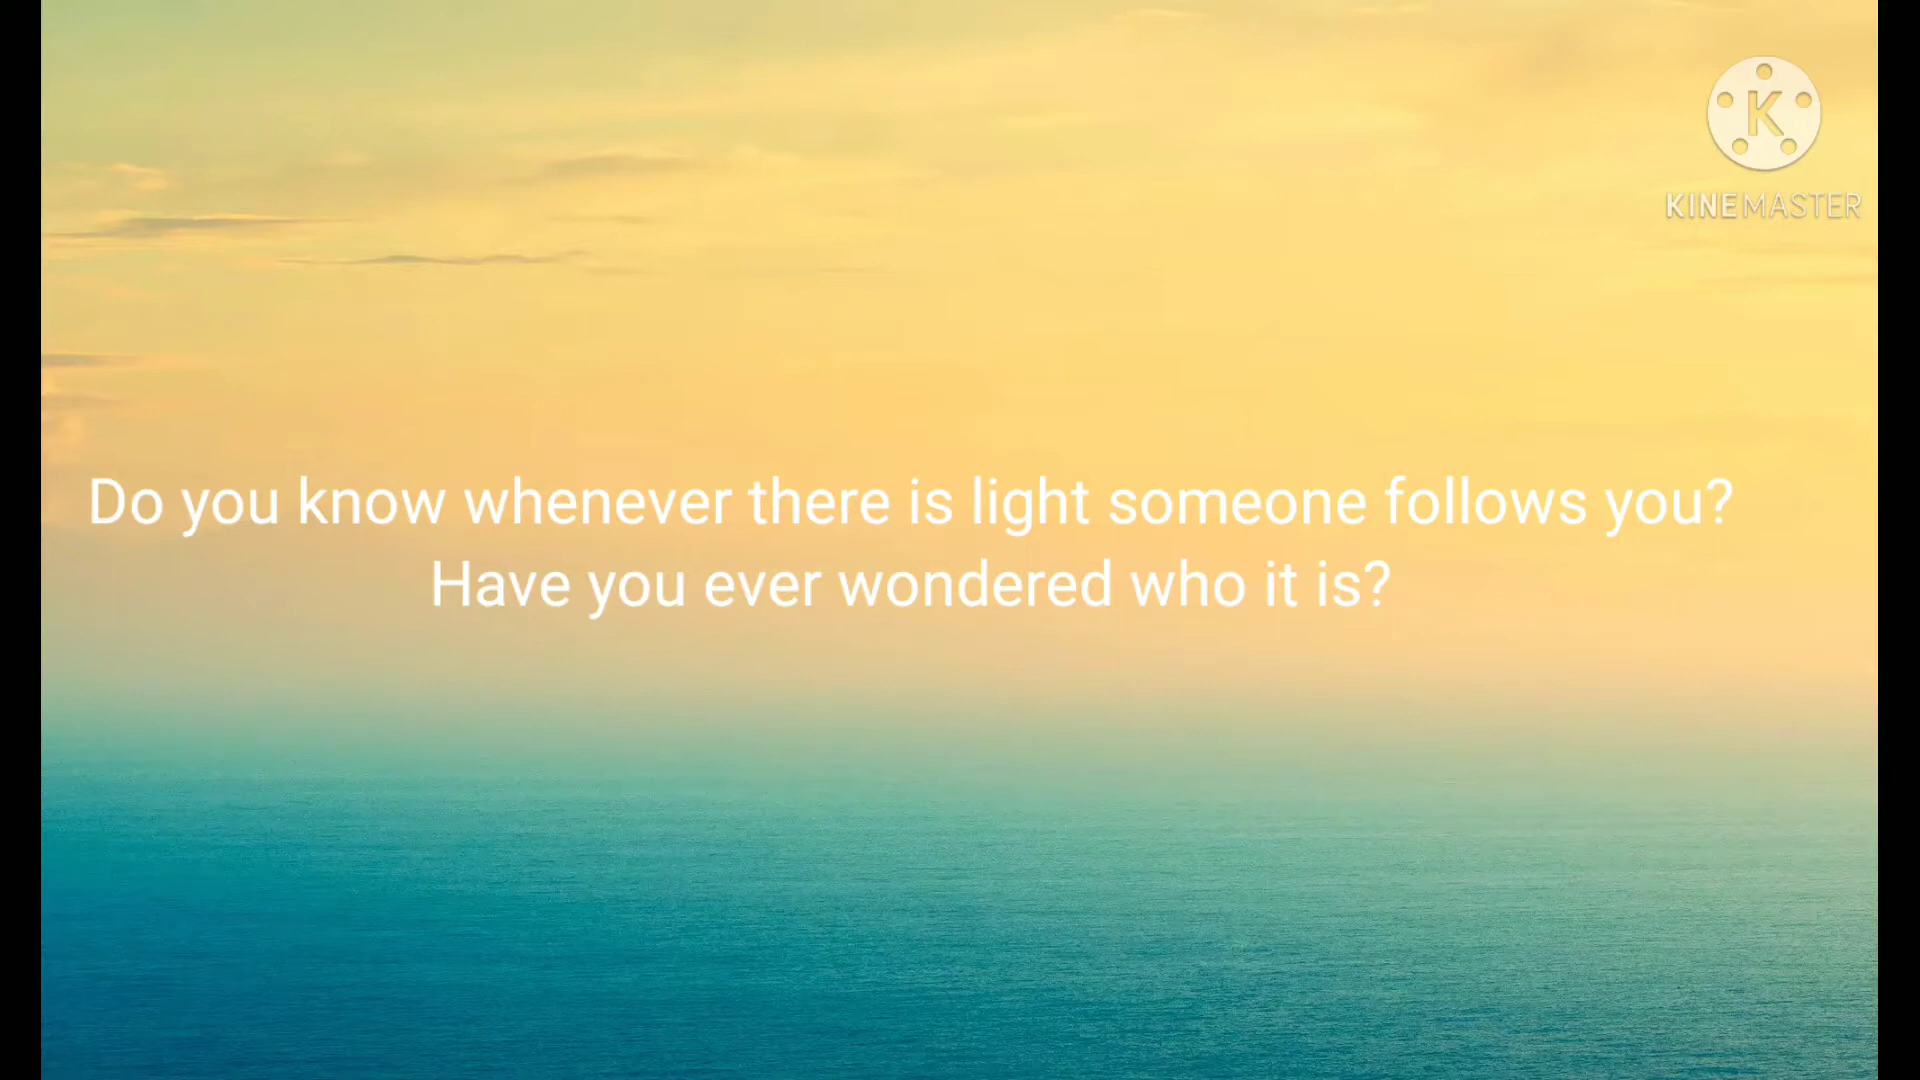 K
KINEMASTER
Do you know whenever there is light someone follows you?
Have you ever wondered who it is?